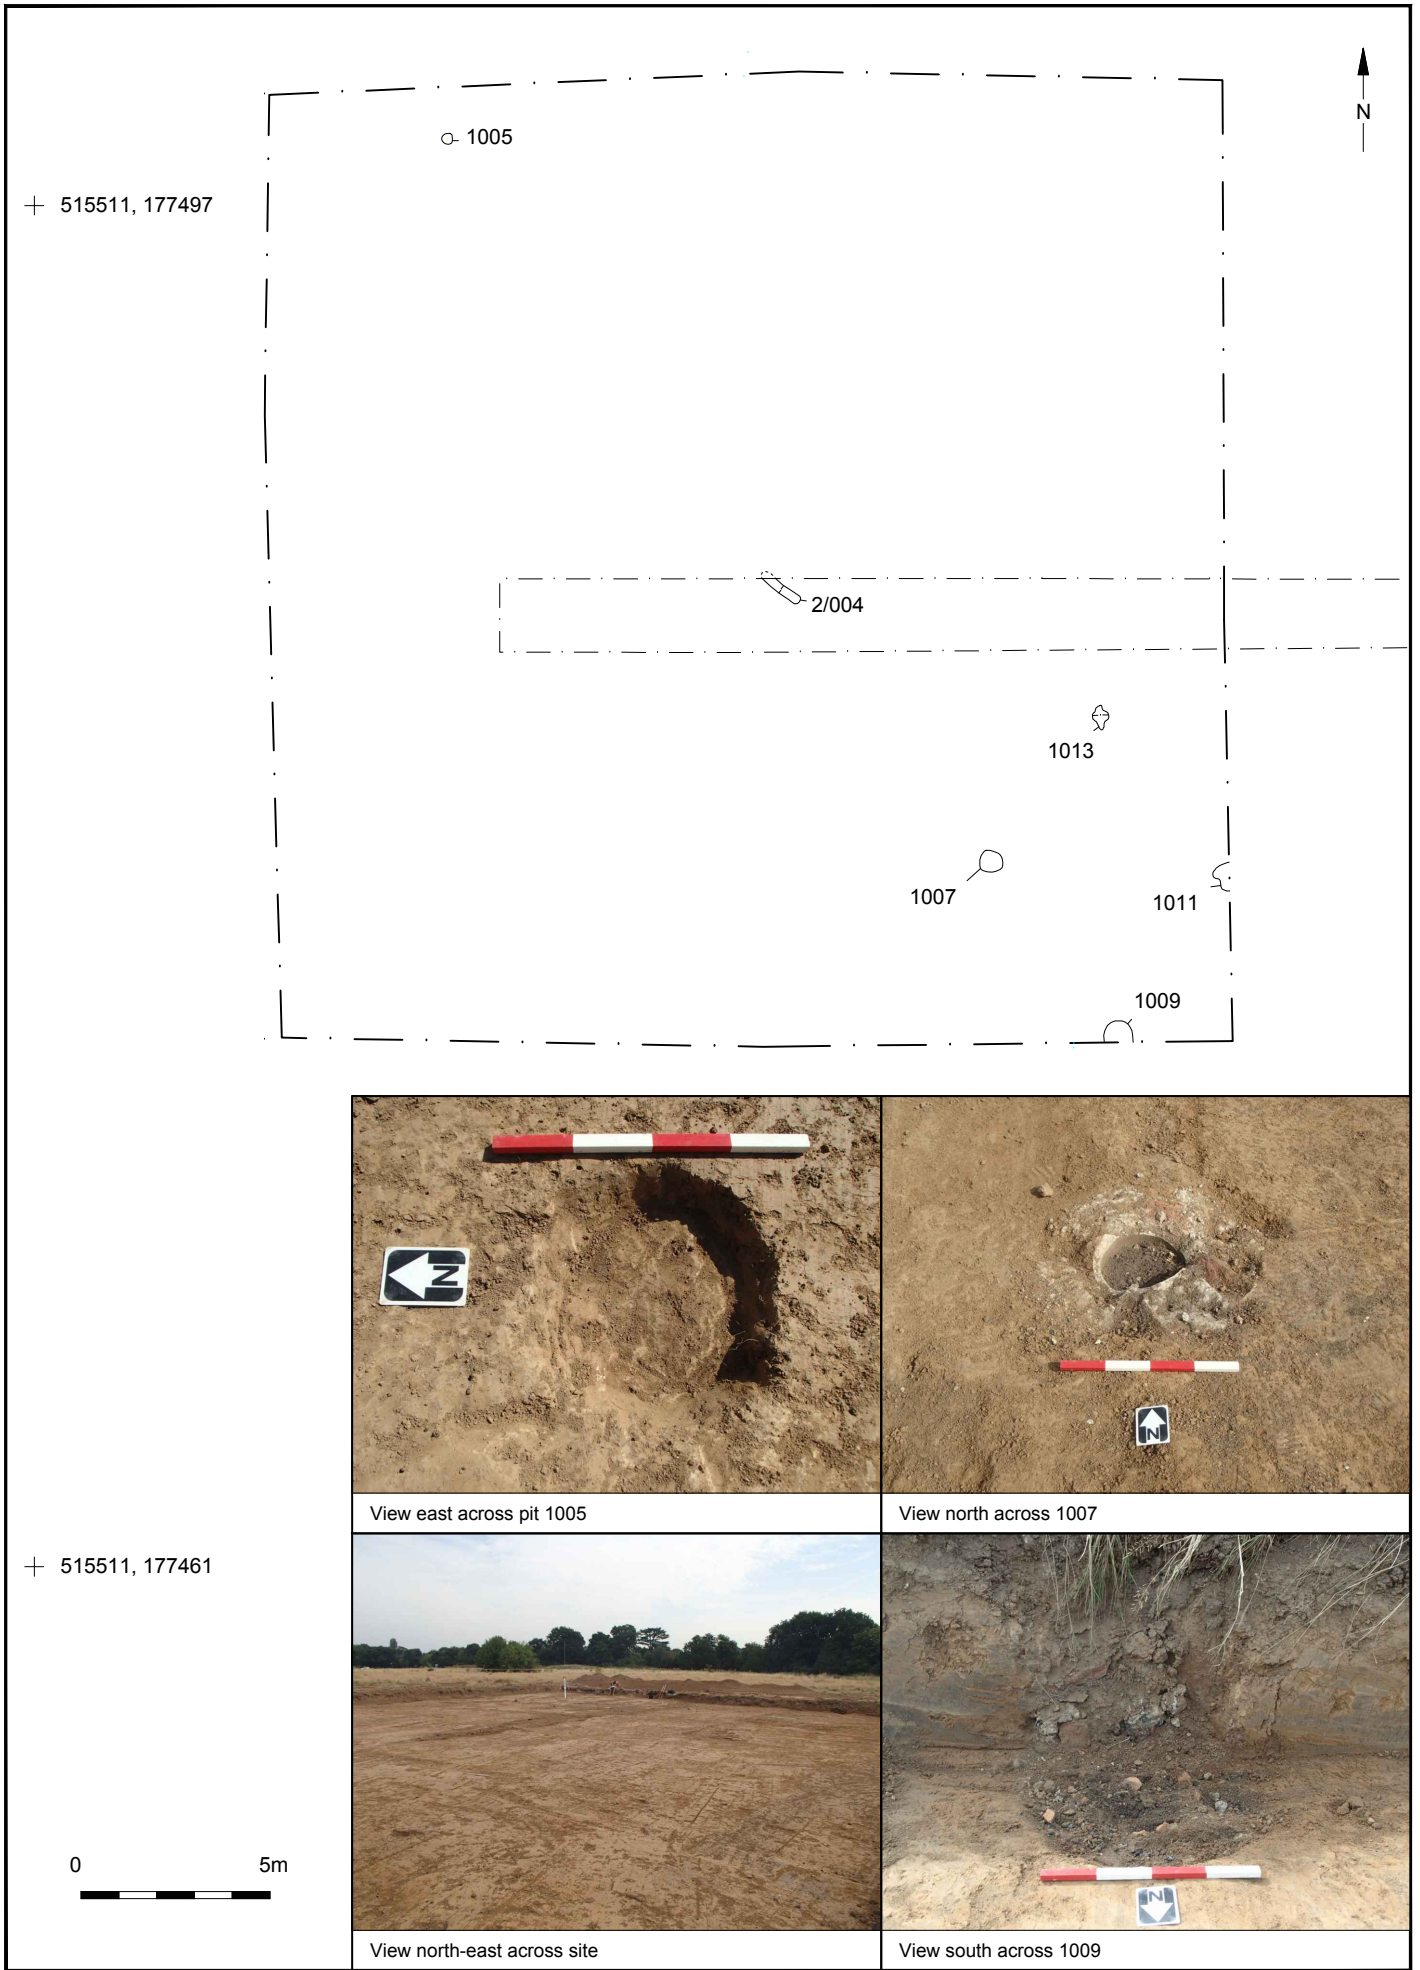 N
1005
515511, 177497
2/004
1013
1007
1011
1009
N
N
View east across pit 1005
View north across 1007
515511, 177461
N
0 5m
View north-east across site
View south across 1009